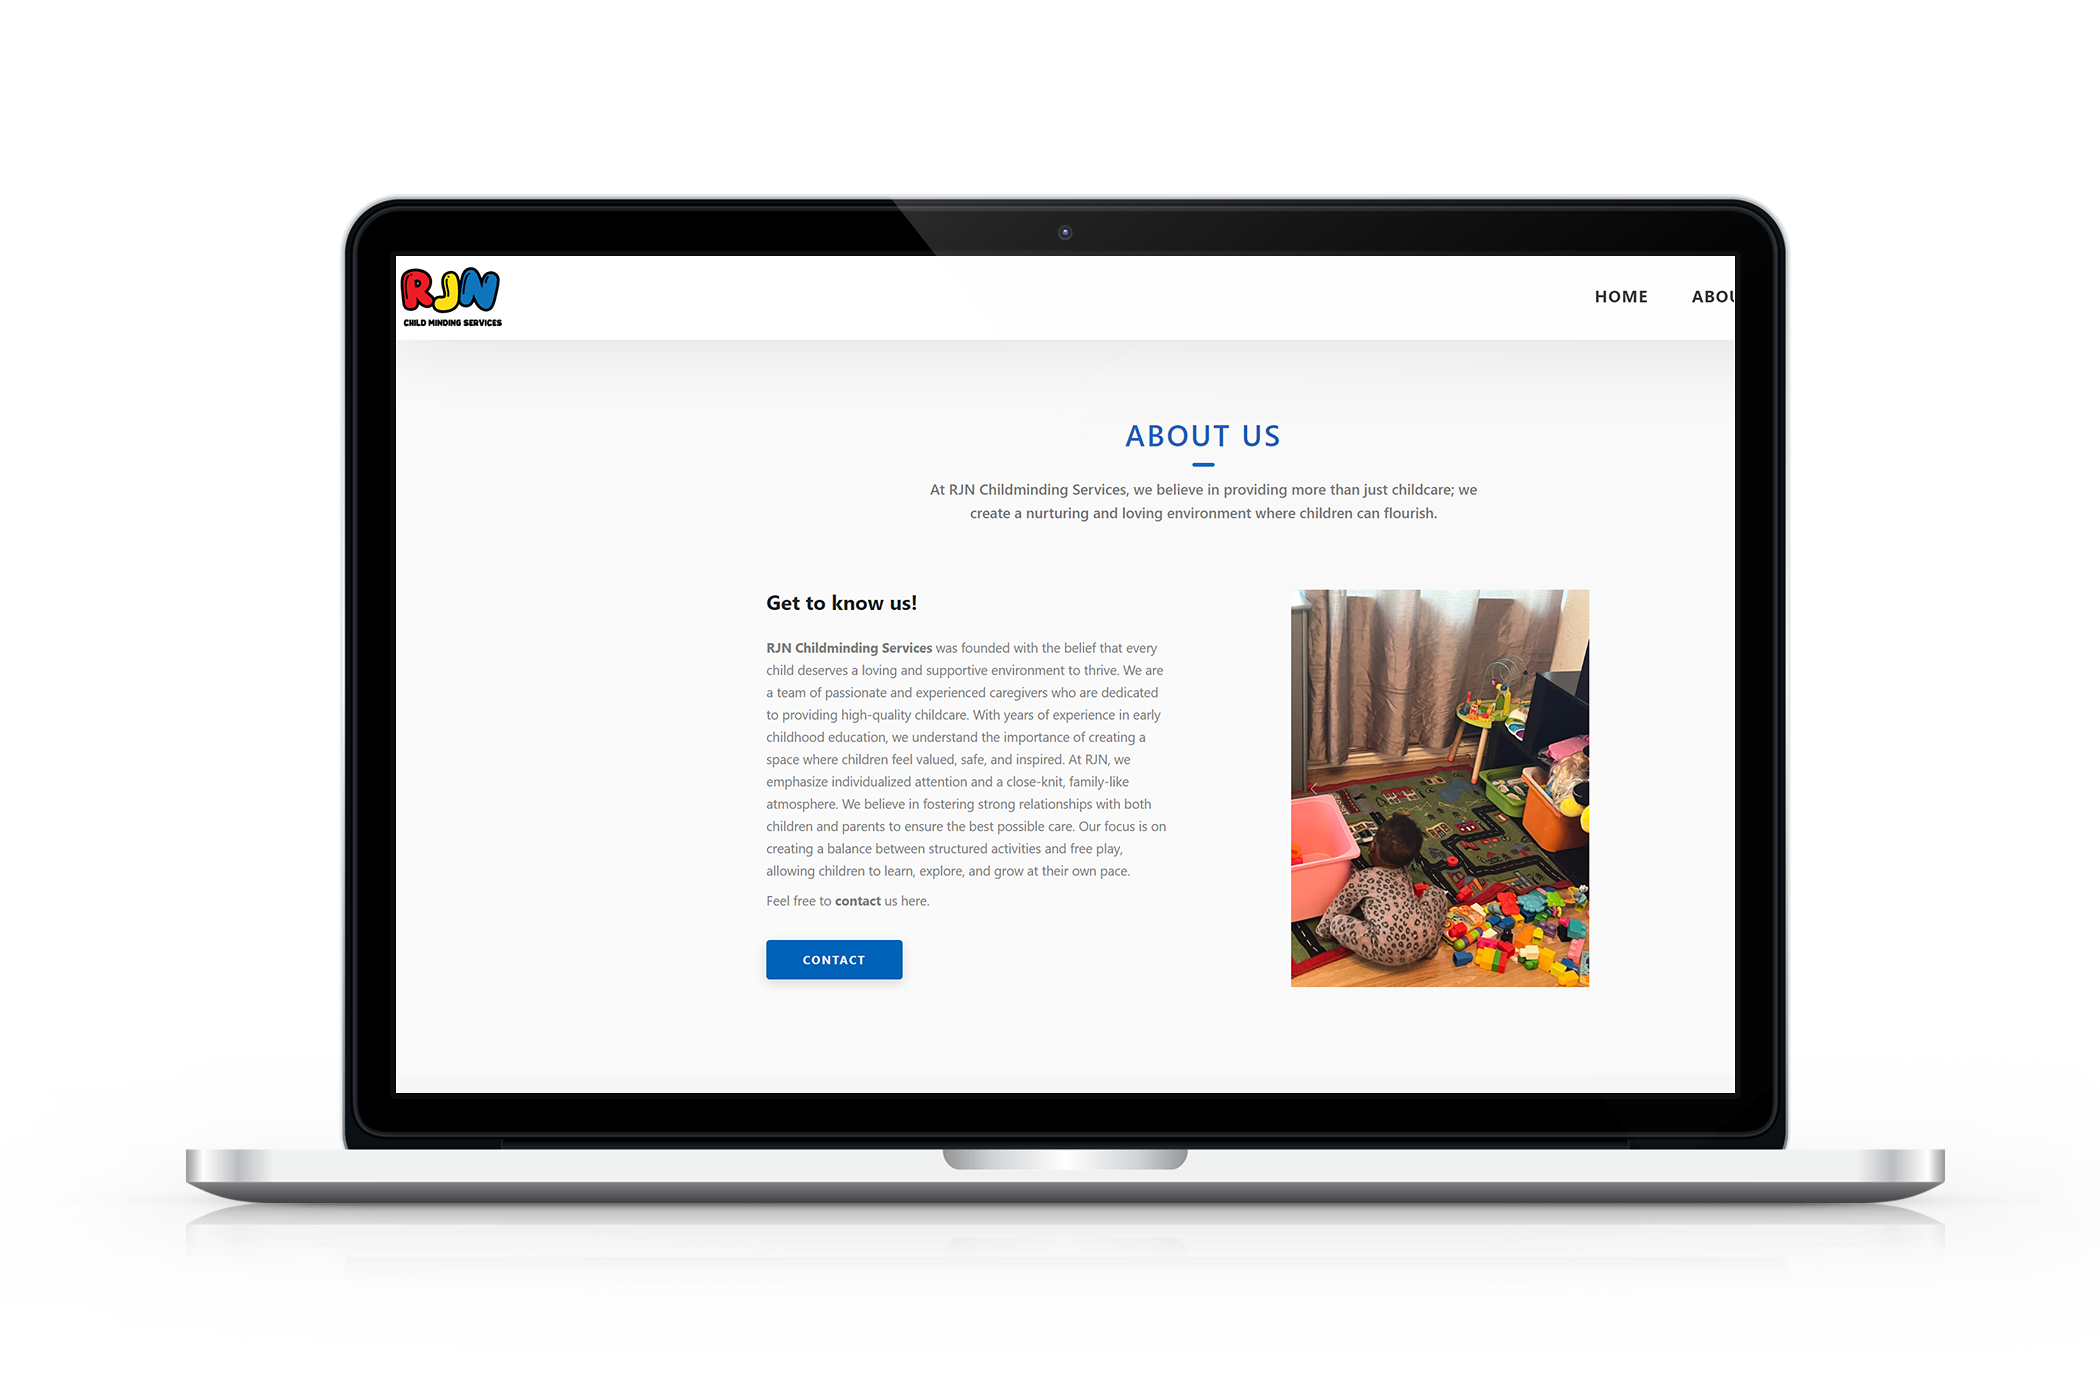 RJN
CHILD MINDING SERVICES
HOME
ABOU
ABOUT US
At RJN Childminding Services, we believe in providing more than just childcare; we
create a nurturing and loving environment where children can flourish.
Get to know us!
RJN Childminding Services was founded with the belief that every
child deserves a loving and supportive environment to thrive. We are
a team of passionate and experienced caregivers who are dedicated
to providing high-quality childcare. With years of experience in early
childhood education, we understand the importance of creating a
space where children feel valued, safe, and inspired. At RJN, we
emphasize individualized attention and a close-knit, family-like
atmosphere. We believe in fostering strong relationships with both
children and parents to ensure the best possible care. Our focus is on
creating a balance between structured activities and free play,
allowing children to learn, explore, and grow at their own pace.
Feel free to contact us here.
CONTACT